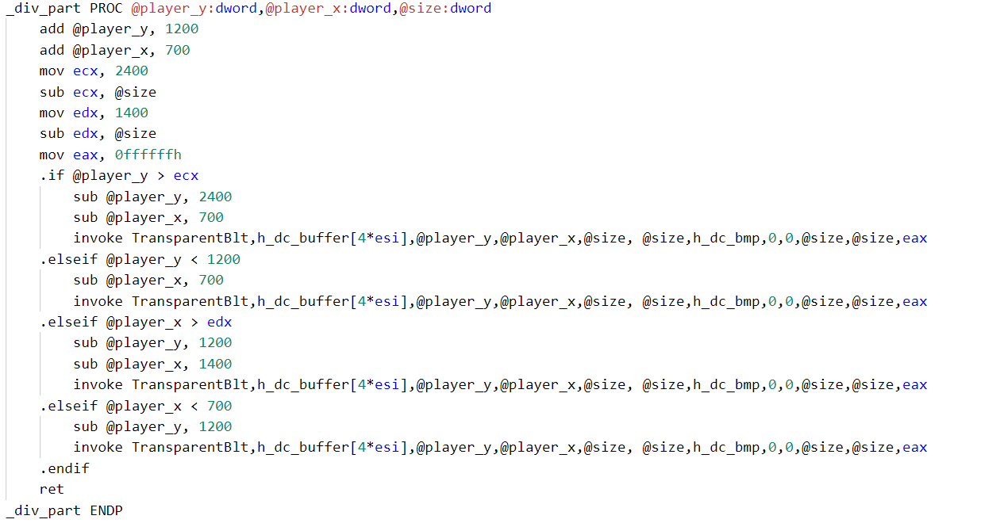 _div_part PROC @player_y:dword,@player_x:dword,@size:dword
    add @player_y, 1200
    add @player_x, 700
    mov ecx, 2400
    sub ecx, @size
    mov edx, 1400
    sub edx, @size
    mov eax, 0ffffffh
    .if @player_y > ecx
        sub @player_y, 2400
        sub @player_x, 700
        invoke TransparentBlt,h_dc_buffer[4*esi],@player_y,@player_x,@size, @size,h_dc_bmp,0,0,@size,@size,eax
    .elseif @player_y < 1200
        sub @player_x, 700
        invoke TransparentBlt,h_dc_buffer[4*esi],@player_y,@player_x,@size, @size,h_dc_bmp,0,0,@size,@size,eax
    .elseif @player_x > edx
        sub @player_y, 1200
        sub @player_x, 1400
        invoke TransparentBlt,h_dc_buffer[4*esi],@player_y,@player_x,@size, @size,h_dc_bmp,0,0,@size,@size,eax
    .elseif @player_x < 700
        sub @player_y, 1200
        invoke TransparentBlt,h_dc_buffer[4*esi],@player_y,@player_x,@size, @size,h_dc_bmp,0,0,@size,@size,eax
    .endif
    ret
_div_part ENDP